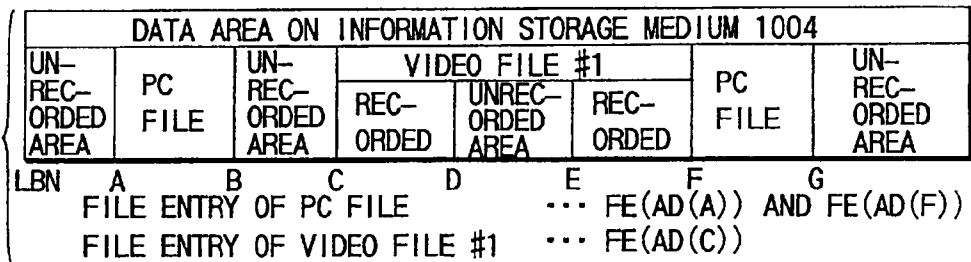 DATA AREA ON INFORMATION STORAGE MEDIUM 1004
UN-
REC-
ORDED
AREA
PC
FILE
UN-
REC-
ORDED
AREA
VIDEO FILE #1
REC-
ORDED
UNREC-
ORDED
AREA
REC-
ORDED
PC
FILE
UN-
REC-
ORDED
AREA
LBN A B C D E F G
FILE ENTRY OF PC FILE ··· FE(AD(A)) AND FE(AD(F))
FILE ENTRY OF VIDEO FILE #1 ··· FE(AD(C))